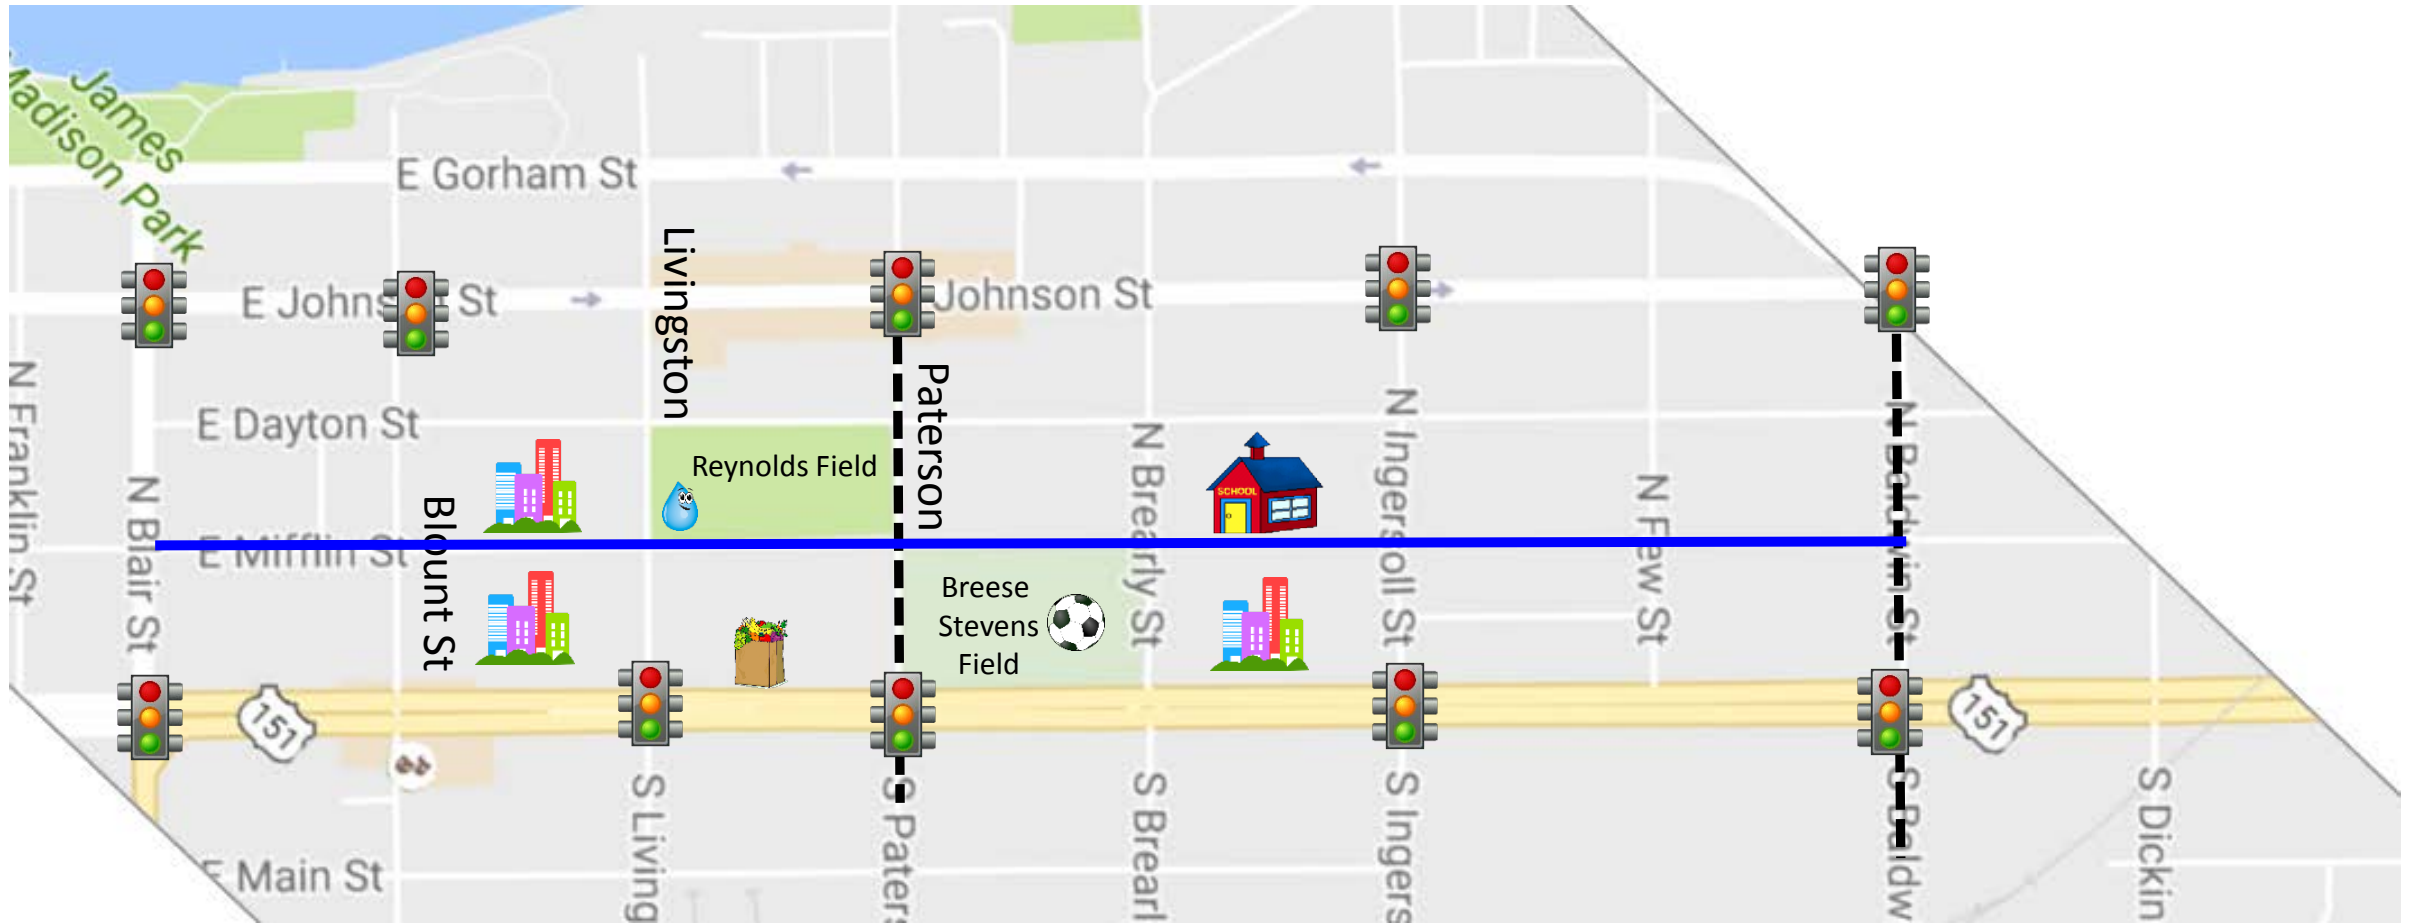 James
Madison Park
E Gorham St
Livingston
E Johnson St
Johnson St
Paterson
N Franklin St
E Dayton St
N Blair St
Blount St
Reynolds Field
N Brearly St
SCHOOL
N Ingersoll St
N Few St
N Baldwin St
E Mifflin St
Breese
Stevens
Field
151
151
S Living
S Paters
S Brearl
S Ingers
S Baldw
S Dickin
E Main St